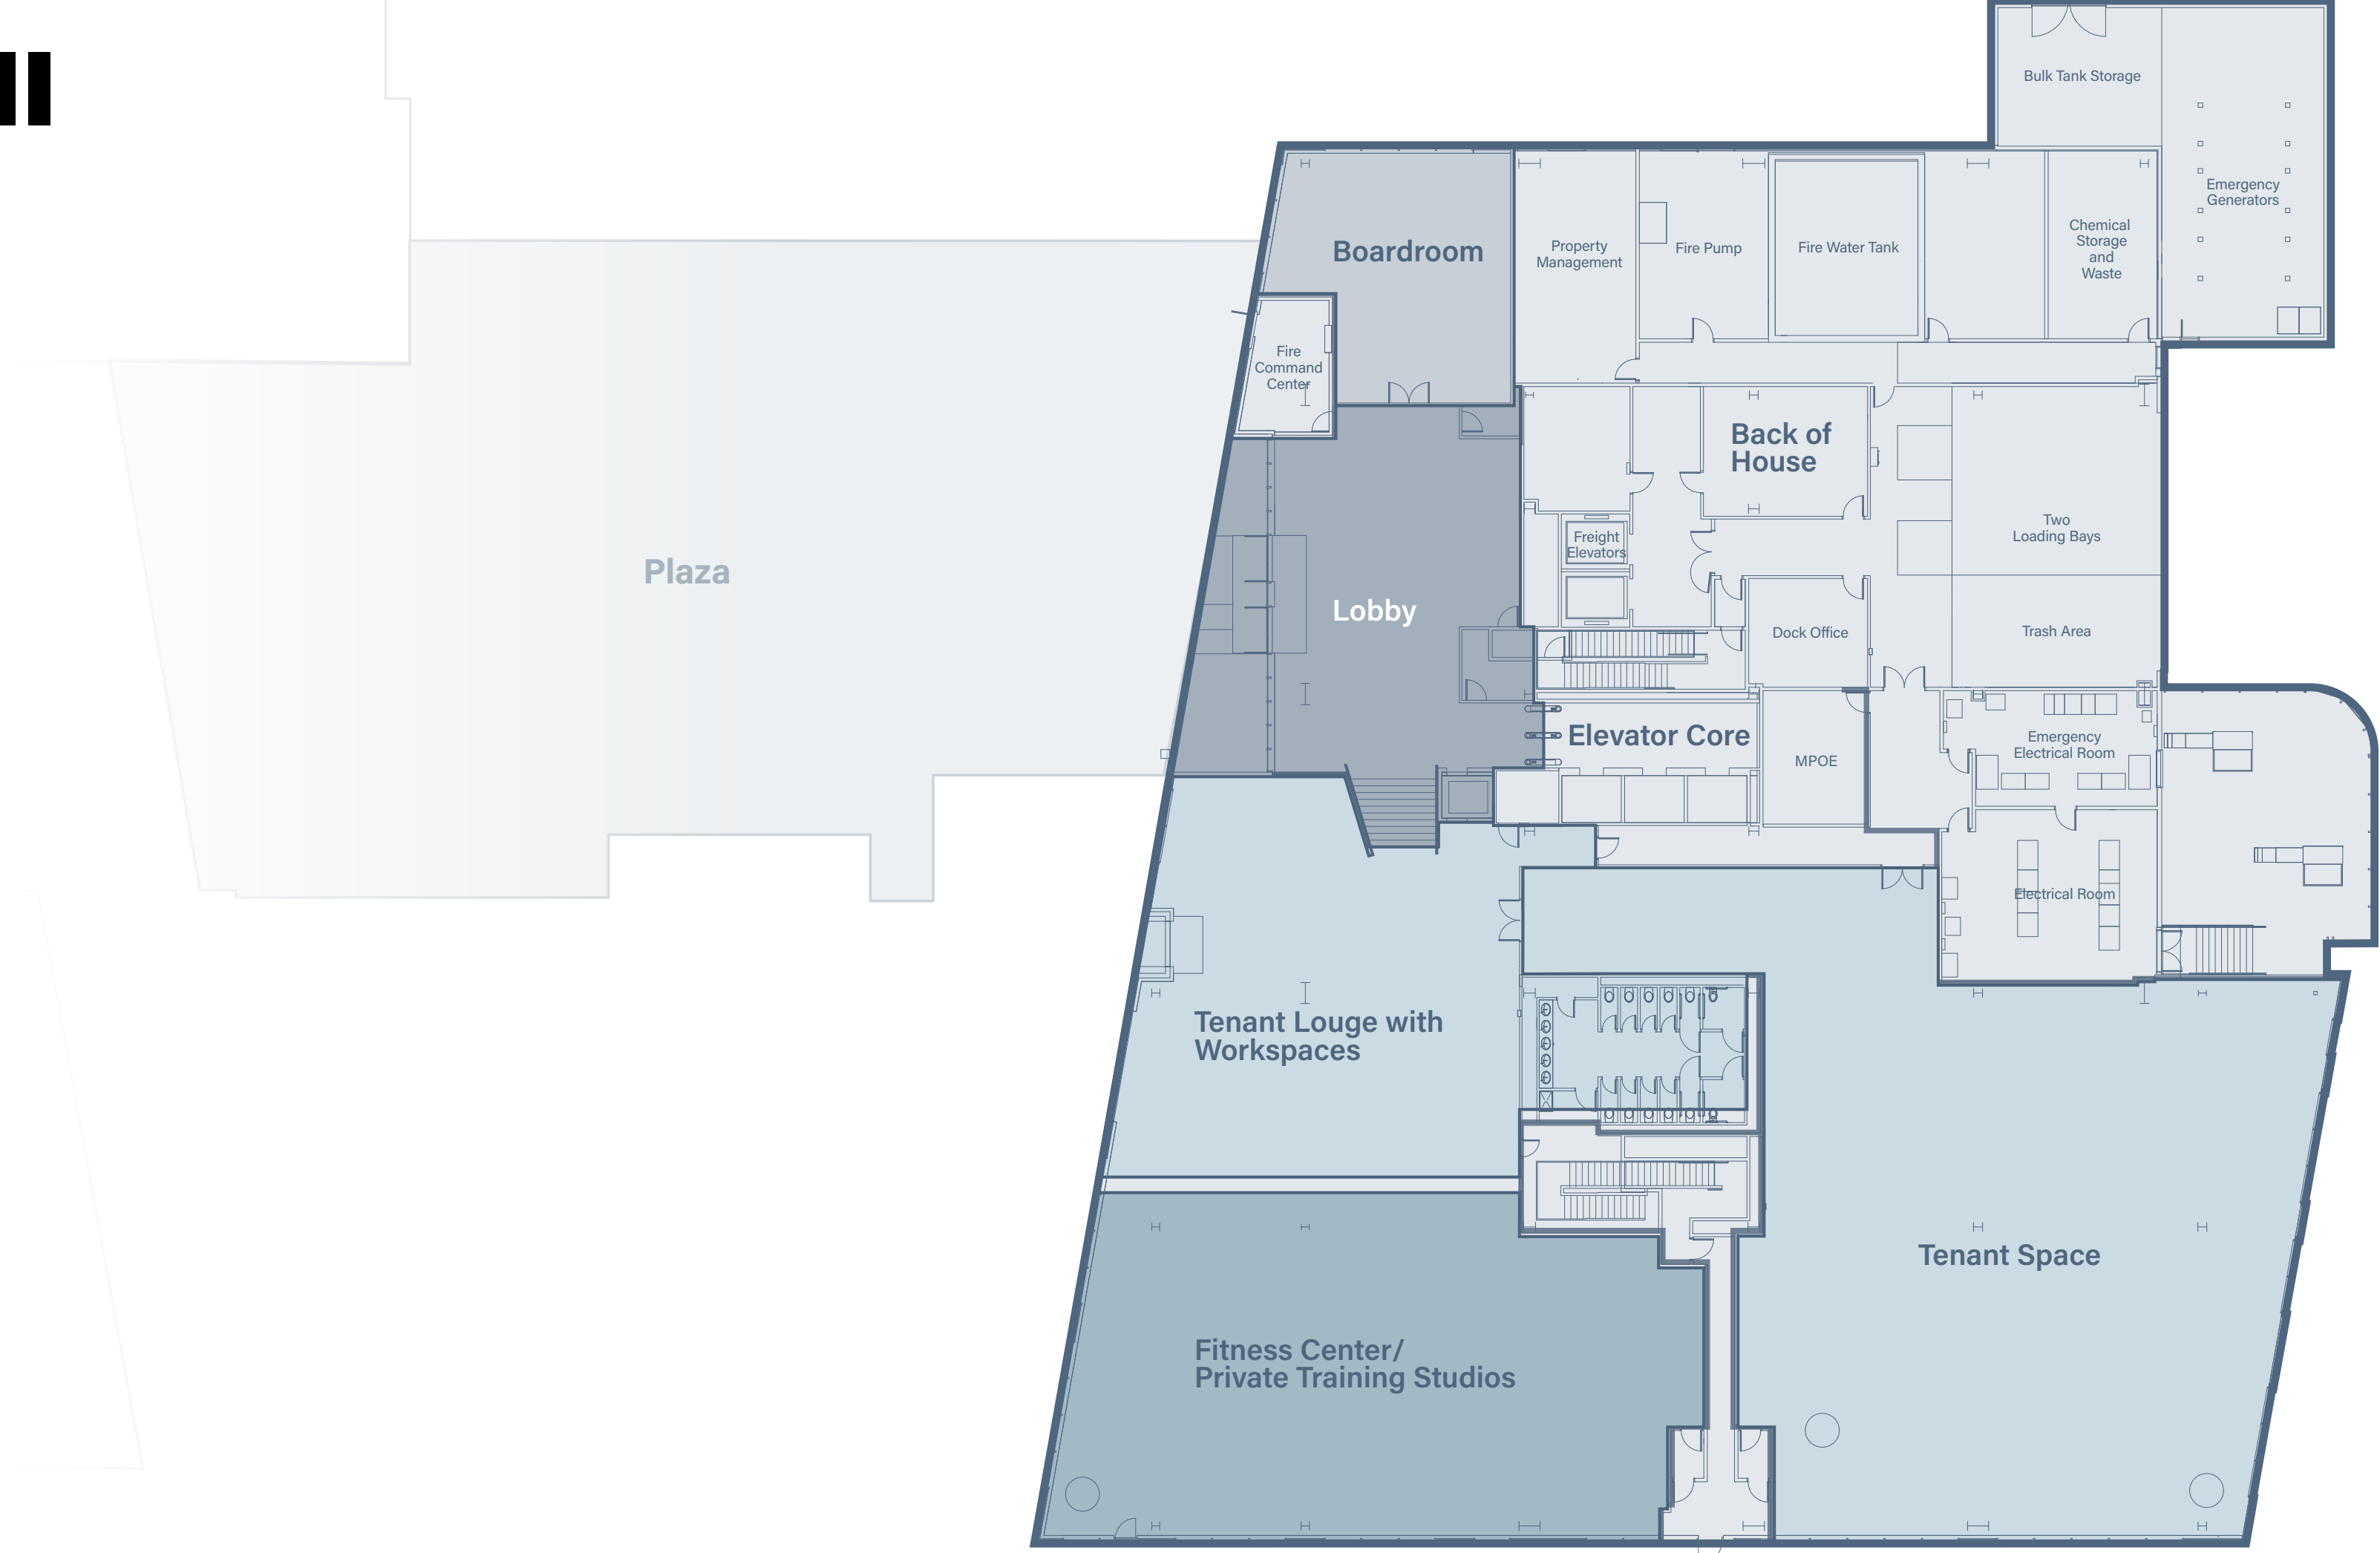 II
Bulk Tank Storage
Emergency
Generators
Boardroom
Property
Management
Fire Pump
Fire Water Tank
Chemical
Storage
and
Waste
Fire
Command
Center
Back of
House
Freight
Elevators
Two
Loading Bays
Plaza
Lobby
Dock Office
Trash Area
Elevator Core
MPOE
Emergency
Electrical Room
Electrical Room
Tenant Louge with
Workspaces
Tenant Space
Fitness Center/
Private Training Studios